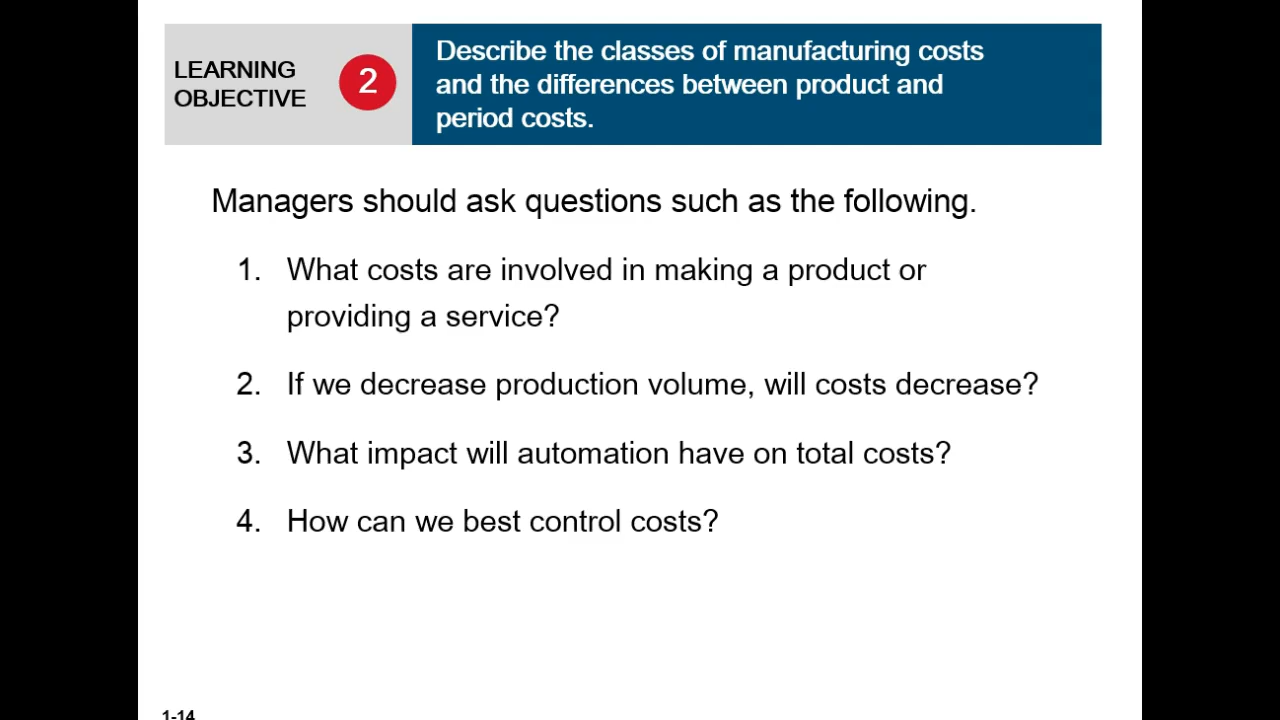 LEARNING
OBJECTIVE
2
Describe the classes of manufacturing costs
and the differences between product and
period costs.
Managers should ask questions such as the following.
1. What costs are involved in making a product or
providing a service?
2. If we decrease production volume, will costs decrease?
3. What impact will automation have on total costs?
4. How can we best control costs?
1-14